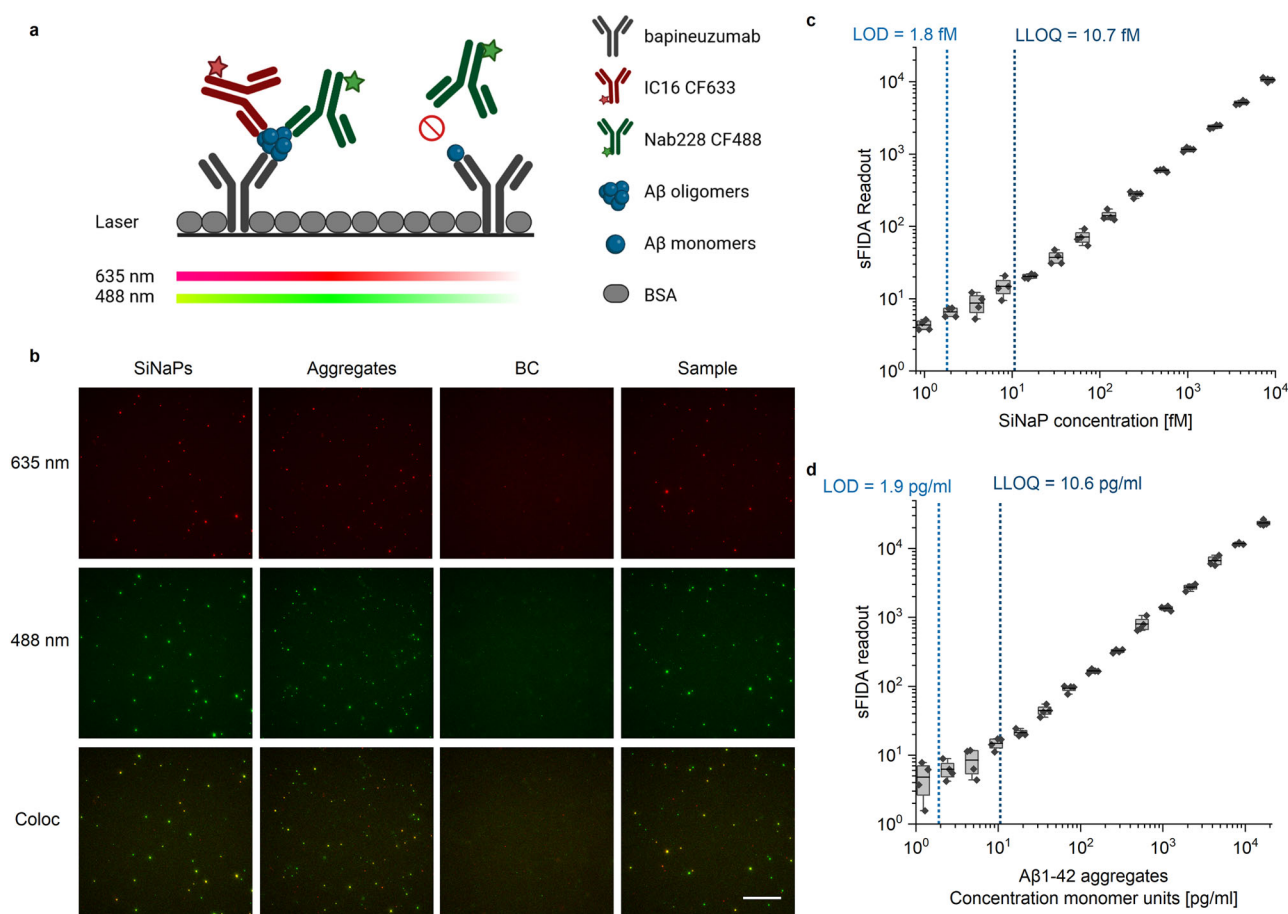 a
bapineuzumab
IC16 CF633
Nab228 CF488
Aβ oligomers
Aβ monomers
BSA
Laser
635 nm
488 nm
b
SiNaPs Aggregates BC Sample
635 nm
488 nm
Coloc
c
LOD = 1.8 fM
LLOQ = 10.7 fM
sFIDA Readout
10⁴
10³
10²
10¹
10⁰
10⁰ 10¹ 10² 10³ 10⁴
SiNaP concentration [fM]
d
LOD = 1.9 pg/ml
LLOQ = 10.6 pg/ml
sFIDA readout
10⁴
10³
10²
10¹
10⁰
10⁰ 10¹ 10² 10³ 10⁴
Aβ1-42 aggregates
Concentration monomer units [pg/ml]